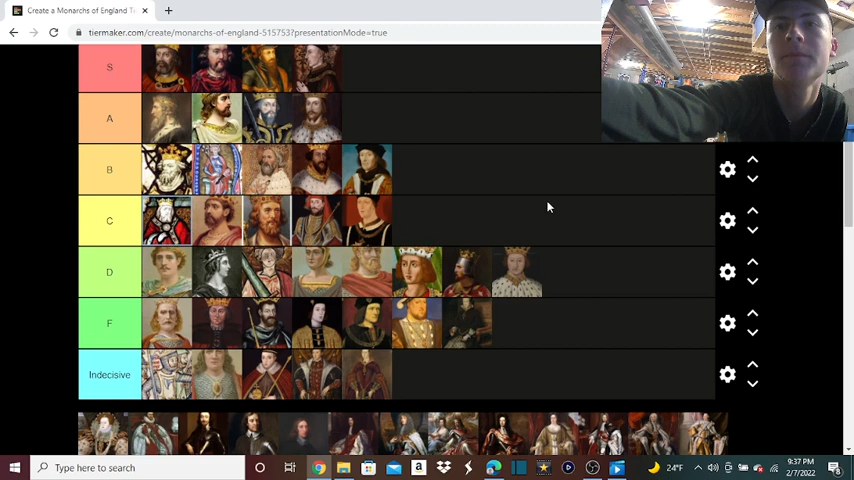 Create a Monarchs of England Ti
tiermaker.com/create/monarchs-of-england-515753?presentationMode=true
S
A
B
C
D
F
Indecisive
Type here to search
24°F
9:37 PM
2/7/2022